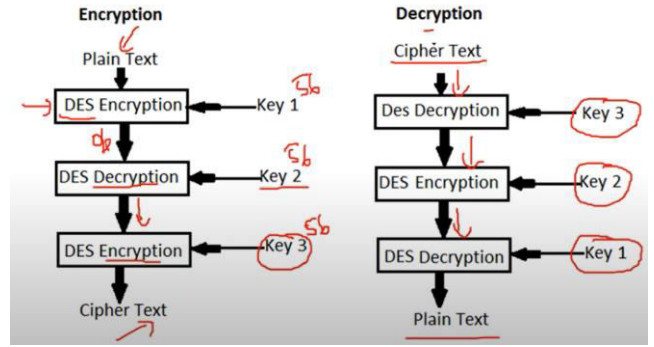 Encryption
Plain Text
DES Encryption
Key 1
56
DES Decryption
Key 2
56
DES Encryption
Key 3
56
Cipher Text
Decryption
Cipher Text
Des Decryption
Key 3
DES Encryption
Key 2
DES Decryption
Key 1
Plain Text